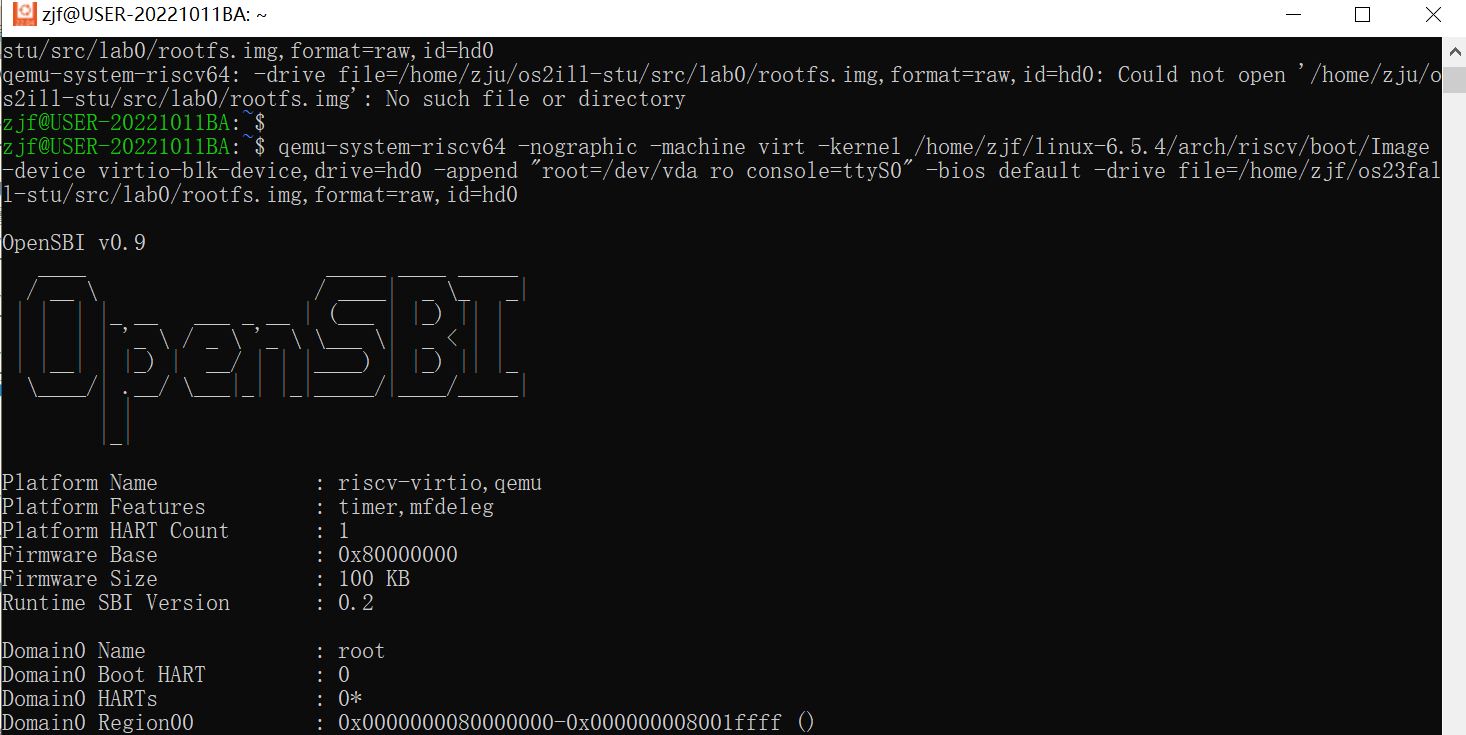 zjf@USER-20221011BA: ~
stu/src/lab0/rootfs.img,format=raw,id=hd0
qemu-system-riscv64: -drive file=/home/zju/os2ill-stu/src/lab0/rootfs.img,format=raw,id=hd0: Could not open '/home/zju/o
s2ill-stu/src/lab0/rootfs.img': No such file or directory
zjf@USER-20221011BA:~$
zjf@USER-20221011BA:~$ qemu-system-riscv64 -nographic -machine virt -kernel /home/zjf/linux-6.5.4/arch/riscv/boot/Image
-device virtio-blk-device,drive=hd0 -append "root=/dev/vda ro console=ttyS0" -bios default -drive file=/home/zjf/os23fal
l-stu/src/lab0/rootfs.img,format=raw,id=hd0
OpenSBI v0.9
OpenSBI
Platform Name : riscv-virtio,qemu
Platform Features : timer,mfdeleg
Platform HART Count : 1
Firmware Base : 0x80000000
Firmware Size : 100 KB
Runtime SBI Version : 0.2
Domain0 Name : root
Domain0 Boot HART : 0
Domain0 HARTs : 0*
Domain0 Region00 : 0x0000000080000000-0x000000008001ffff ()